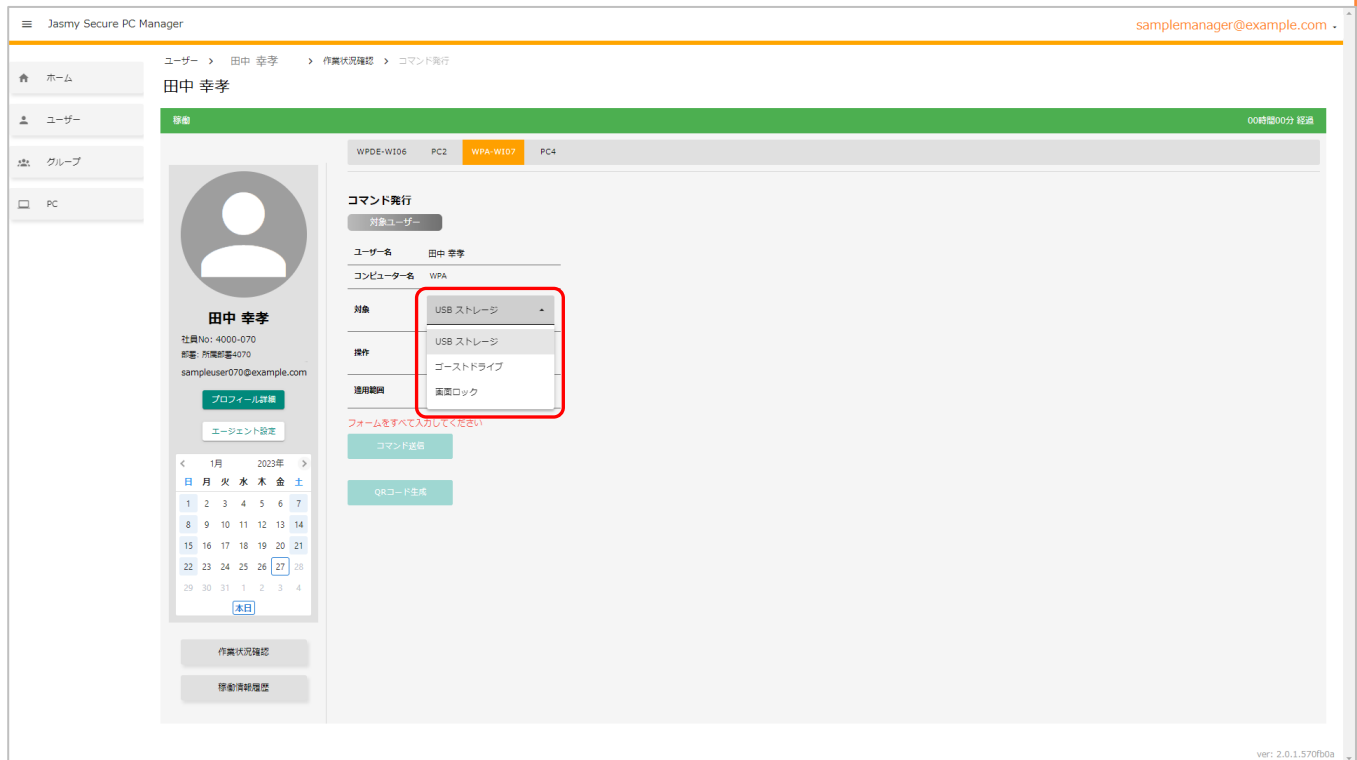 Jasmy Secure PC Manager
samplemanager@example.com
ユーザー > 田中 幸孝 > 作業状況確認 > コマンド発行
田中 幸孝
ホーム
ユーザー
グループ
PC
稼働 00時間00分 経過
WPDE-WI06 PC2 WPA-WI07 PC4
コマンド発行
対象ユーザー
ユーザー名 田中 幸孝
コンピューター名 WPA
対象 USB ストレージ
USB ストレージ
ゴーストドライブ
画面ロック
操作
適用範囲
フォームをすべて入力してください
コマンド送信
QRコード生成
田中 幸孝
社員No: 4000-070
部署: 所属部署4070
sampleuser070@example.com
プロフィール詳細
エージェント設定
< 1月 2023年 >
日 月 火 水 木 金 土
1 2 3 4 5 6 7
8 9 10 11 12 13 14
15 16 17 18 19 20 21
22 23 24 25 26 27 28
29 30 31 1 2 3 4
本日
作業状況確認
稼働情報履歴
ver: 2.0.1.570fb0a